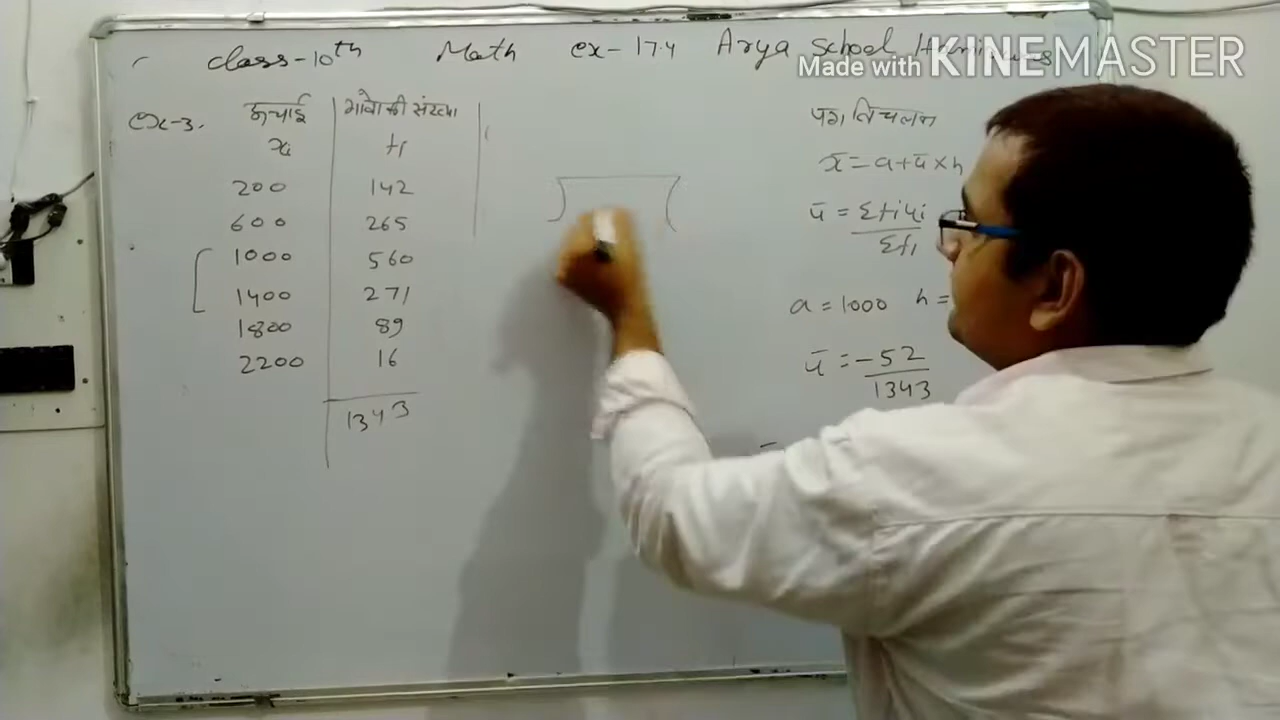 Class-10th Math ex-17.4 Arya School
Made with KINEMASTER
Ex-3. ऊचाई गावो की संख्या
xi fi
200 142
600 265
1000 560
1400 271
1800 89
2200 16
1343
पग विचलन
x̄ = a+ū×h
ū = Σfiui
Σfi
a = 1000 h =
ū = -52
1343